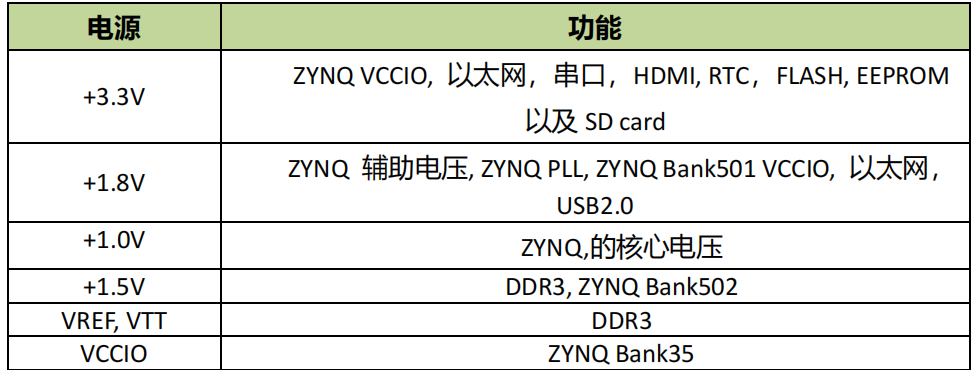 电源 功能
+3.3V ZYNQ VCCIO, 以太网，串口，HDMI, RTC，FLASH, EEPROM
以及 SD card
+1.8V ZYNQ 辅助电压, ZYNQ PLL, ZYNQ Bank501 VCCIO, 以太网，
USB2.0
+1.0V ZYNQ,的核心电压
+1.5V DDR3, ZYNQ Bank502
VREF, VTT DDR3
VCCIO ZYNQ Bank35